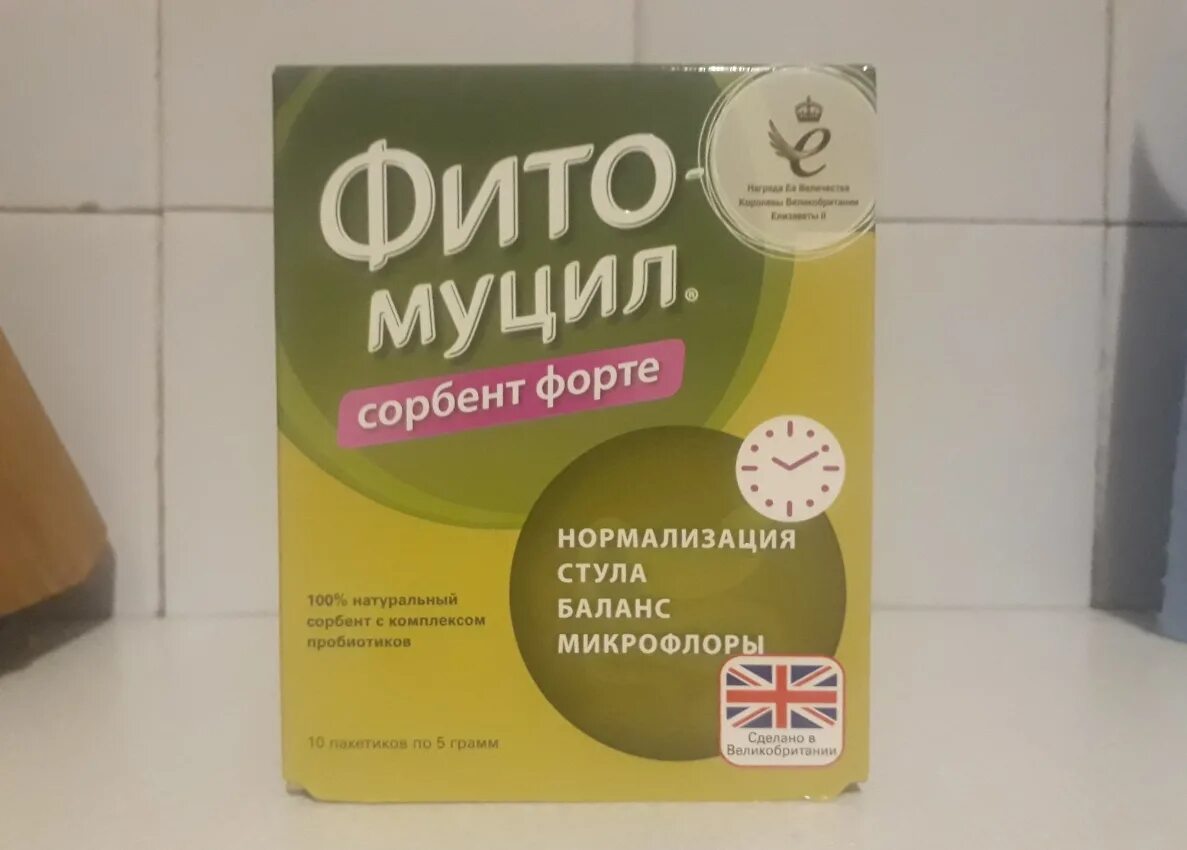 ФИТО-
МУЦИЛ®
сорбент форте
Награда Её Величества
Королевы Великобритании
Елизаветы II
НОРМАЛИЗАЦИЯ
СТУЛА
БАЛАНС
МИКРОФЛОРЫ
100% натуральный
сорбент с комплексом
пробиотиков
10 пакетиков по 5 грамм
Сделано в
Великобритании